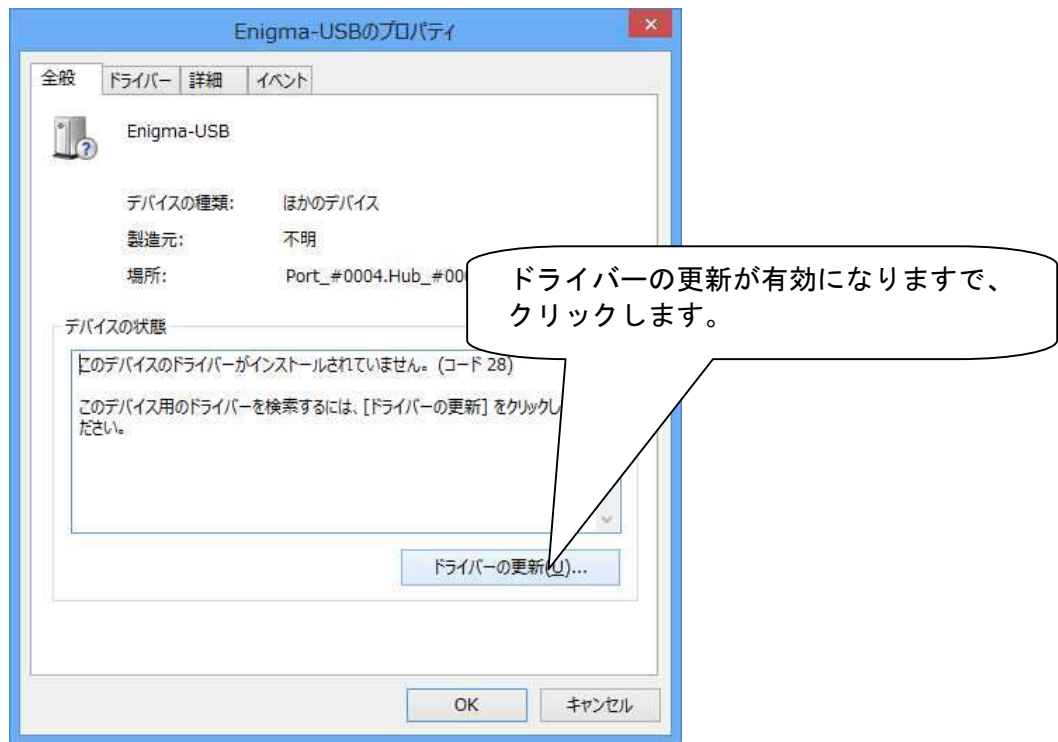 Enigma-USBのプロパティ
全般 ドライバー 詳細 イベント
Enigma-USB
デバイスの種類: ほかのデバイス
製造元: 不明
場所: Port_#0004.Hub_#00
ドライバーの更新が有効になりますで、
クリックします。
デバイスの状態
このデバイスのドライバーがインストールされていません。(コード 28)
このデバイス用のドライバーを検索するには、[ドライバーの更新] をクリックし
ださい。
ドライバーの更新(U)...
OK キャンセル